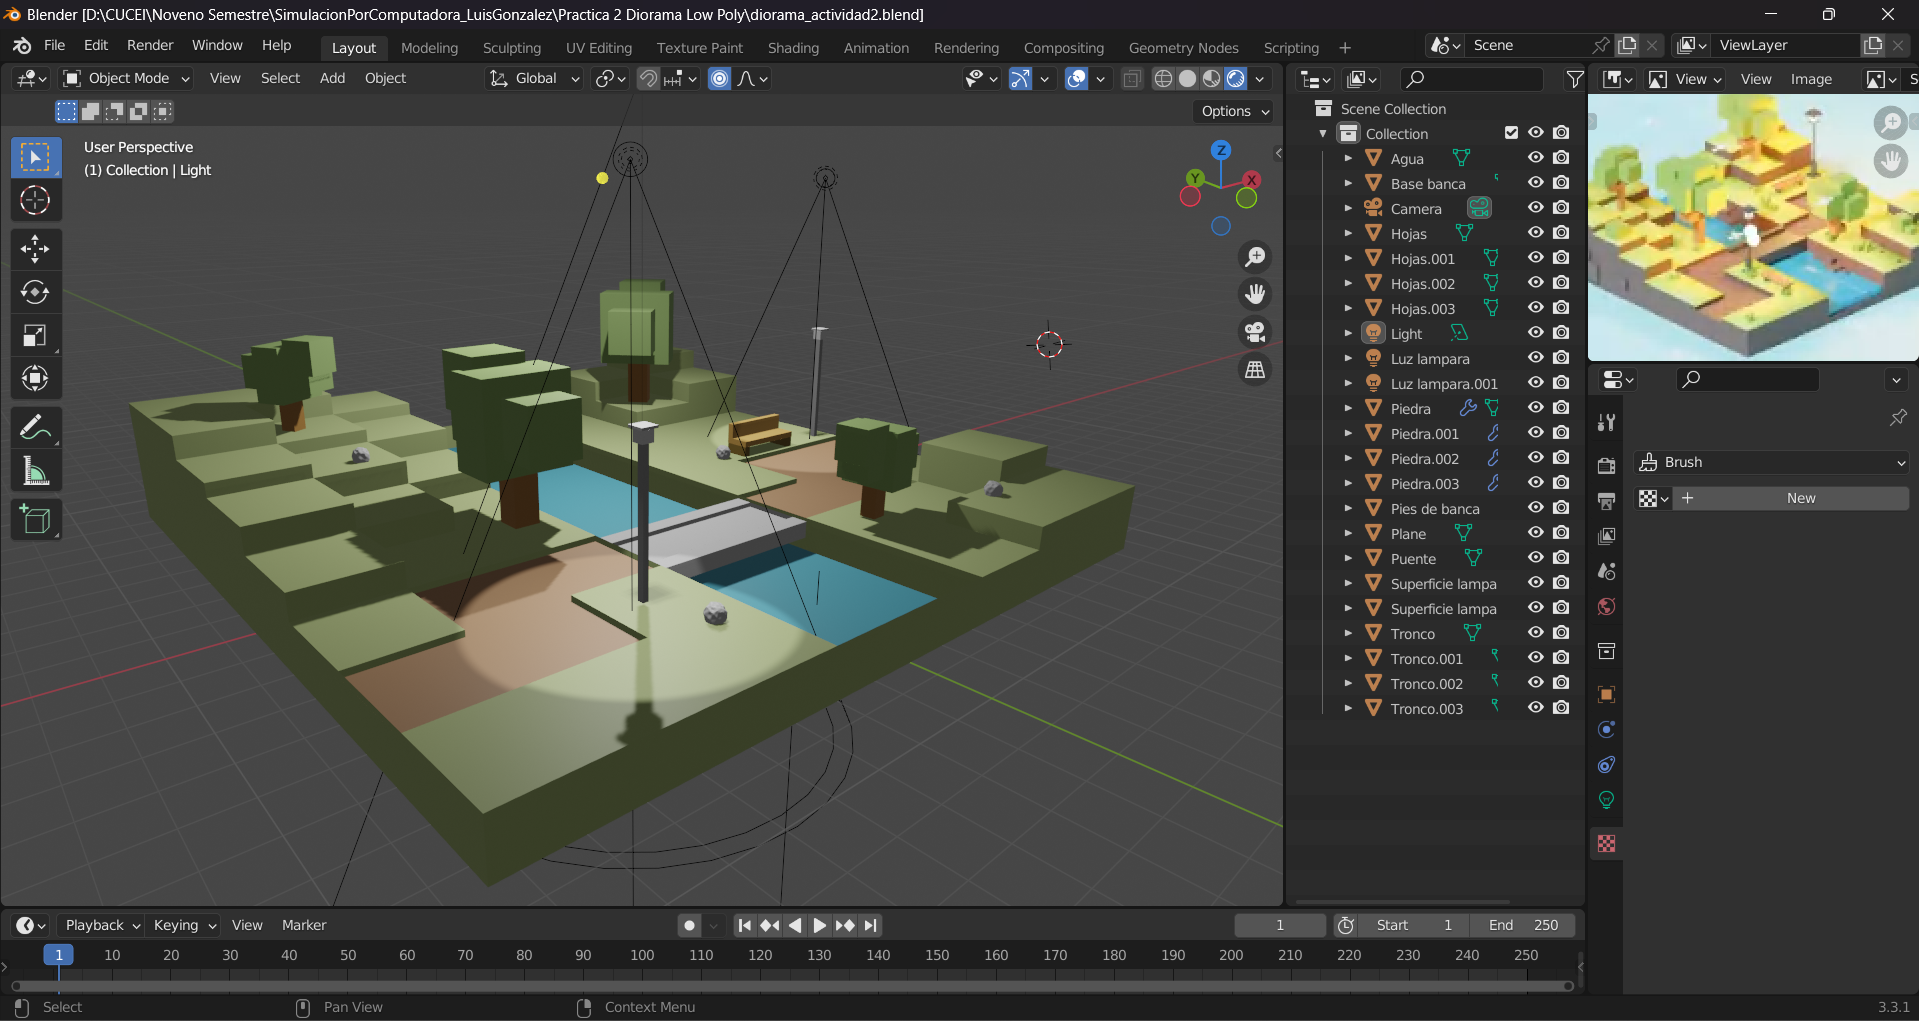 Blender [D:\CUCEI\Noveno Semestre\SimulacionPorComputadora_LuisGonzalez\Practica 2 Diorama Low Poly\diorama_actividad2.blend]
File Edit Render Window Help Layout Modeling Sculpting UV Editing Texture Paint Shading Animation Rendering Compositing Geometry Nodes Scripting + Scene ViewLayer
Object Mode View Select Add Object Global View View Image S
Options
User Perspective
(1) Collection | Light
Z
Y
X
Scene Collection
Collection
Agua
Base banca
Camera
Hojas
Hojas.001
Hojas.002
Hojas.003
Light
Luz lampara
Luz lampara.001
Piedra
Piedra.001
Piedra.002
Piedra.003
Pies de banca
Plane
Puente
Superficie lampa
Superficie lampa
Tronco
Tronco.001
Tronco.002
Tronco.003
Brush
+ New
Playback Keying View Marker 1 Start 1 End 250
1 10 20 30 40 50 60 70 80 90 100 110 120 130 140 150 160 170 180 190 200 210 220 230 240 250
Select Pan View Context Menu 3.3.1